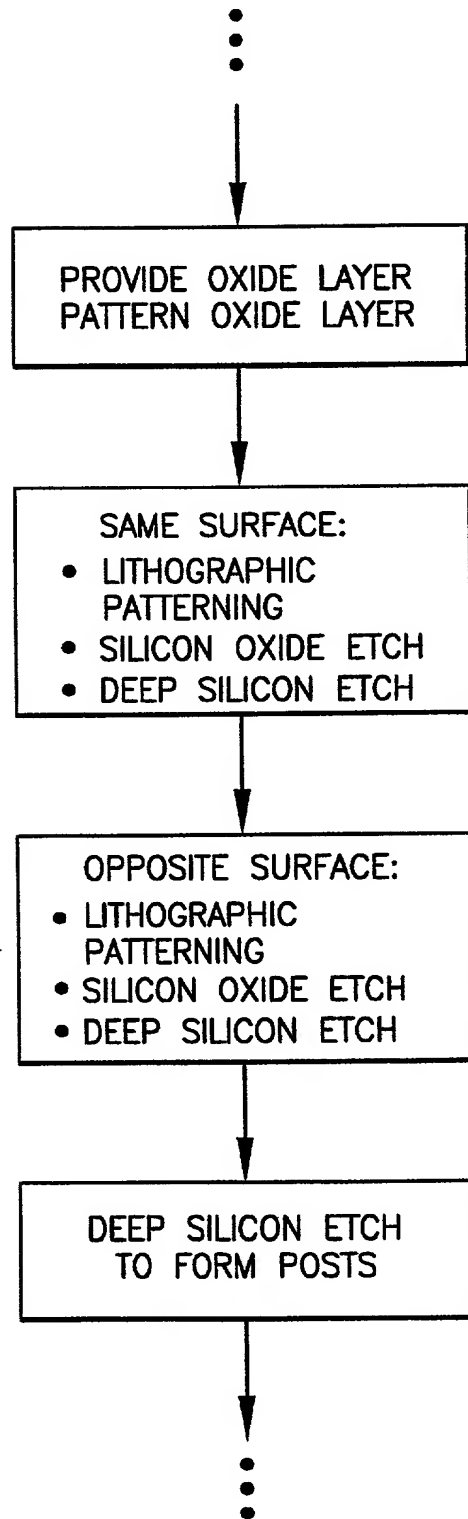 PROVIDE OXIDE LAYER
PATTERN OXIDE LAYER
SAME SURFACE:
• LITHOGRAPHIC
PATTERNING
• SILICON OXIDE ETCH
• DEEP SILICON ETCH
OPPOSITE SURFACE:
• LITHOGRAPHIC
PATTERNING
• SILICON OXIDE ETCH
• DEEP SILICON ETCH
DEEP SILICON ETCH
TO FORM POSTS